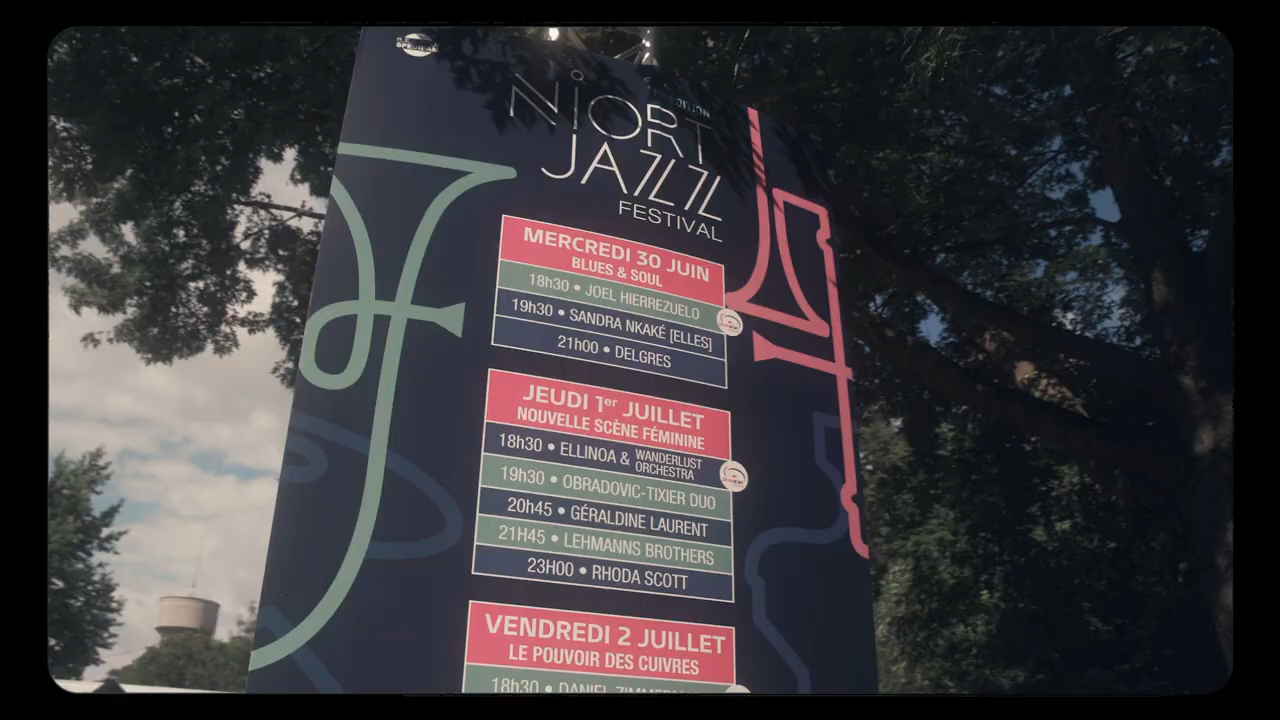 NiORT
JAZZ
FESTIVAL
MERCREDI 30 JUIN
BLUES & SOUL
18h30 • JOEL HIERREZUELO
19h30 • SANDRA NKAKÉ [ELLES]
21h00 • DELGRES
JEUDI 1er JUILLET
NOUVELLE SCÈNE FÉMININE
18h30 • ELLINOA & WANDERLUST ORCHESTRA
19h30 • OBRADOVIC-TIXIER DUO
20h45 • GÉRALDINE LAURENT
21H45 • LEHMANNS BROTHERS
23H00 • RHODA SCOTT
VENDREDI 2 JUILLET
LE POUVOIR DES CUIVRES
18h30 • DANIEL